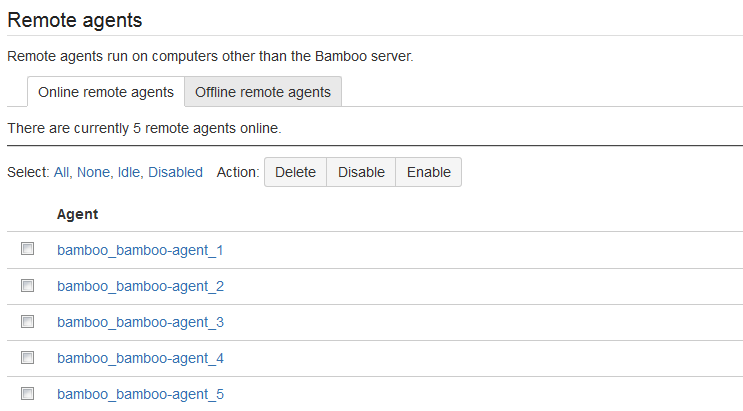 Remote agents
Remote agents run on computers other than the Bamboo server.
Online remote agents Offline remote agents
There are currently 5 remote agents online.
Select: All, None, Idle, Disabled Action: Delete Disable Enable
Agent
bamboo_bamboo-agent_1
bamboo_bamboo-agent_2
bamboo_bamboo-agent_3
bamboo_bamboo-agent_4
bamboo_bamboo-agent_5